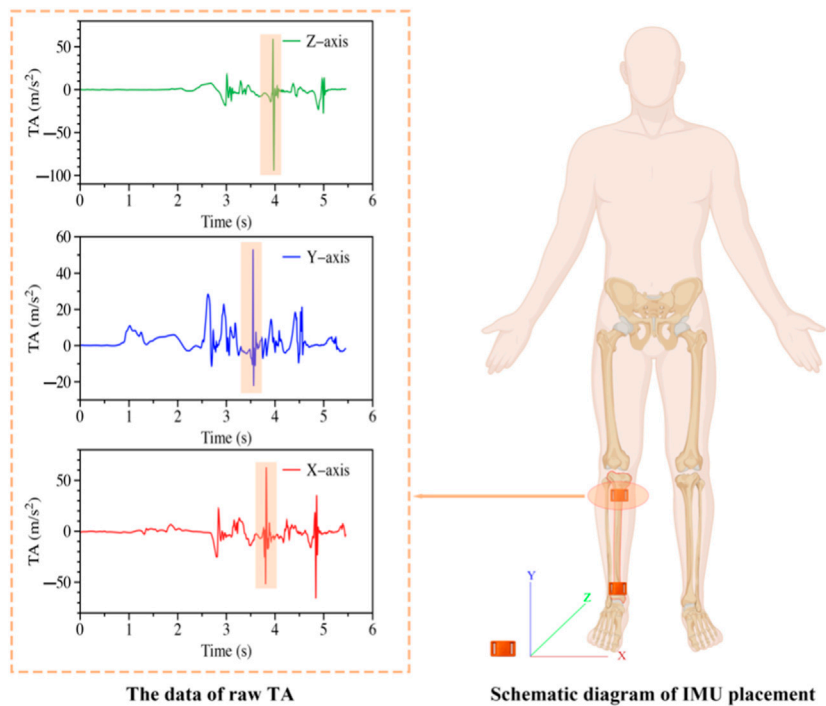 Z–axis
TA (m/s²)
50
0
−50
−100
0 1 2 3 4 5 6
Time (s)
Y–axis
TA (m/s²)
60
40
20
0
−20
0 1 2 3 4 5 6
Time (s)
X–axis
TA (m/s²)
50
0
−50
0 1 2 3 4 5 6
Time (s)
Y
Z
X
The data of raw TA
Schematic diagram of IMU placement